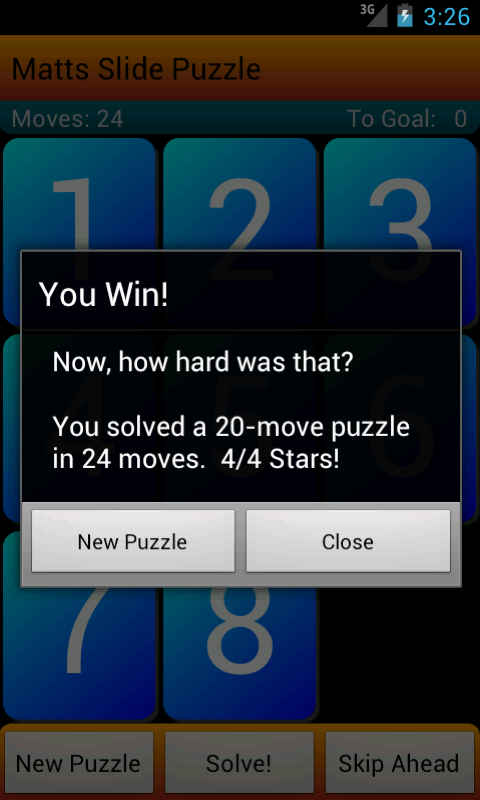 3G 3:26
Matts Slide Puzzle
Moves: 24 To Goal: 0
1 2 3
You Win!
Now, how hard was that?
4 5 6
You solved a 20-move puzzle
in 24 moves.  4/4 Stars!
New Puzzle Close
7 8
New Puzzle Solve! Skip Ahead